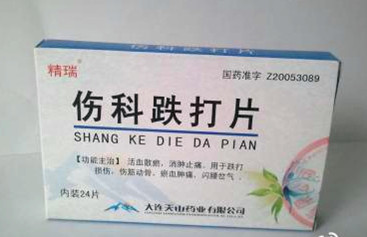 精瑞®
国药准字 Z20053089
伤科跌打片
SHANG KE DIE DA PIAN
【功能主治】活血散瘀，消肿止痛，用于跌打
损伤，伤筋动骨，瘀血肿痛，闪腰岔气。
内装24片
大连天山药业有限公司